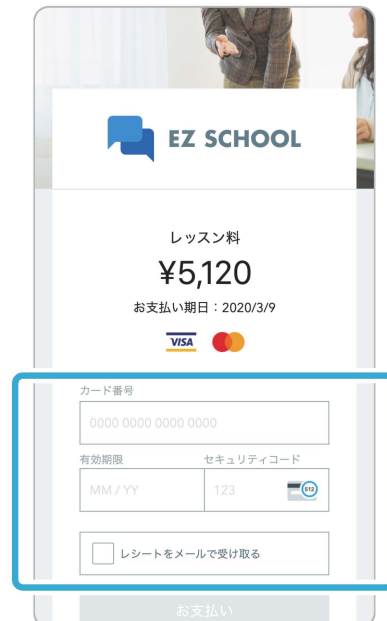 EZ SCHOOL
レッスン料
¥5,120
お支払い期日：2020/3/9
VISA
カード番号
0000 0000 0000 0000
有効期限 セキュリティコード
MM / YY 123 512
レシートをメールで受け取る
お支払い